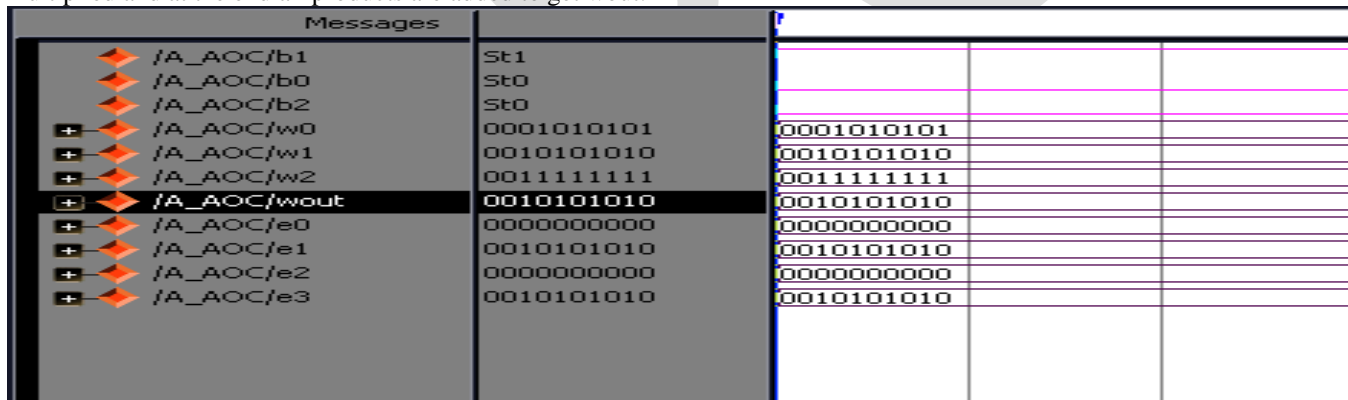 Messages
/A_AOC/b1 St1
/A_AOC/b0 St0
/A_AOC/b2 St0
/A_AOC/w0 0001010101 0001010101
/A_AOC/w1 0010101010 0010101010
/A_AOC/w2 0011111111 0011111111
/A_AOC/wout 0010101010 0010101010
/A_AOC/e0 0000000000 0000000000
/A_AOC/e1 0010101010 0010101010
/A_AOC/e2 0000000000 0000000000
/A_AOC/e3 0010101010 0010101010